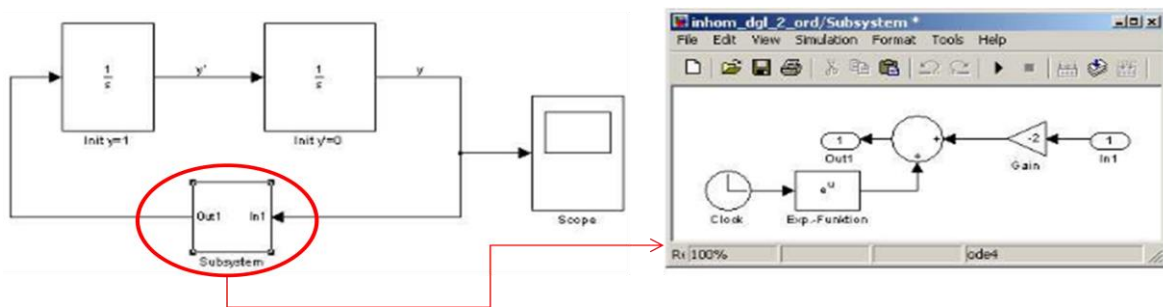 1
s
y'
1
s
y
Init y=1
Init y'=0
Out1
In1
Subsystem
Scope
inhom_dgl_2_ord/Subsystem *
File Edit View Simulation Format Tools Help
1
Out1
+
+
-2
Gain
1
In1
Clock
e^u
Exp.-Funktion
100%
ode4